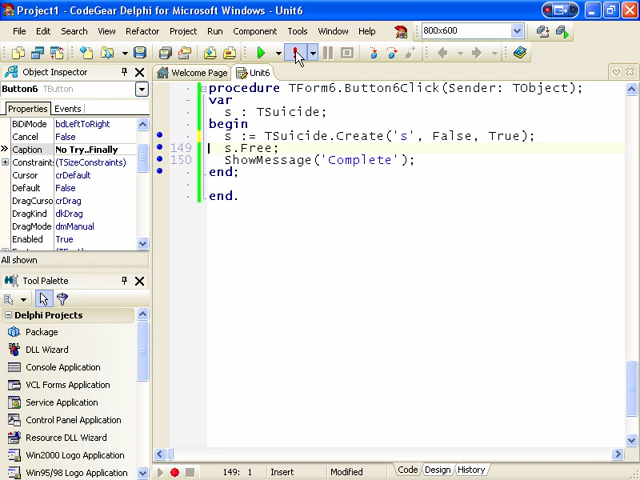 Project1 - CodeGear Delphi for Microsoft Windows - Unit6
File Edit Search View Refactor Project Run Component Tools Window Help
800x600
Object Inspector
Welcome Page
Unit6
Button6 TButton
Properties Events
BiDiMode bdLeftToRight
Cancel False
Caption No Try..Finally
Constraints (TSizeConstraints)
Cursor crDefault
Default False
DragCursor crDrag
DragKind dkDrag
DragMode dmManual
Enabled True
All shown
procedure TForm6.Button6Click(Sender: TObject);
var
s : TSuicide;
begin
s := TSuicide.Create('s', False, True);
149 s.Free;
150 ShowMessage('Complete');
end;
end.
Tool Palette
Delphi Projects
Package
DLL Wizard
Console Application
VCL Forms Application
Service Application
Control Panel Application
Resource DLL Wizard
Win2000 Logo Application
Win95/98 Logo Application
149: 1 Insert Modified Code Design History